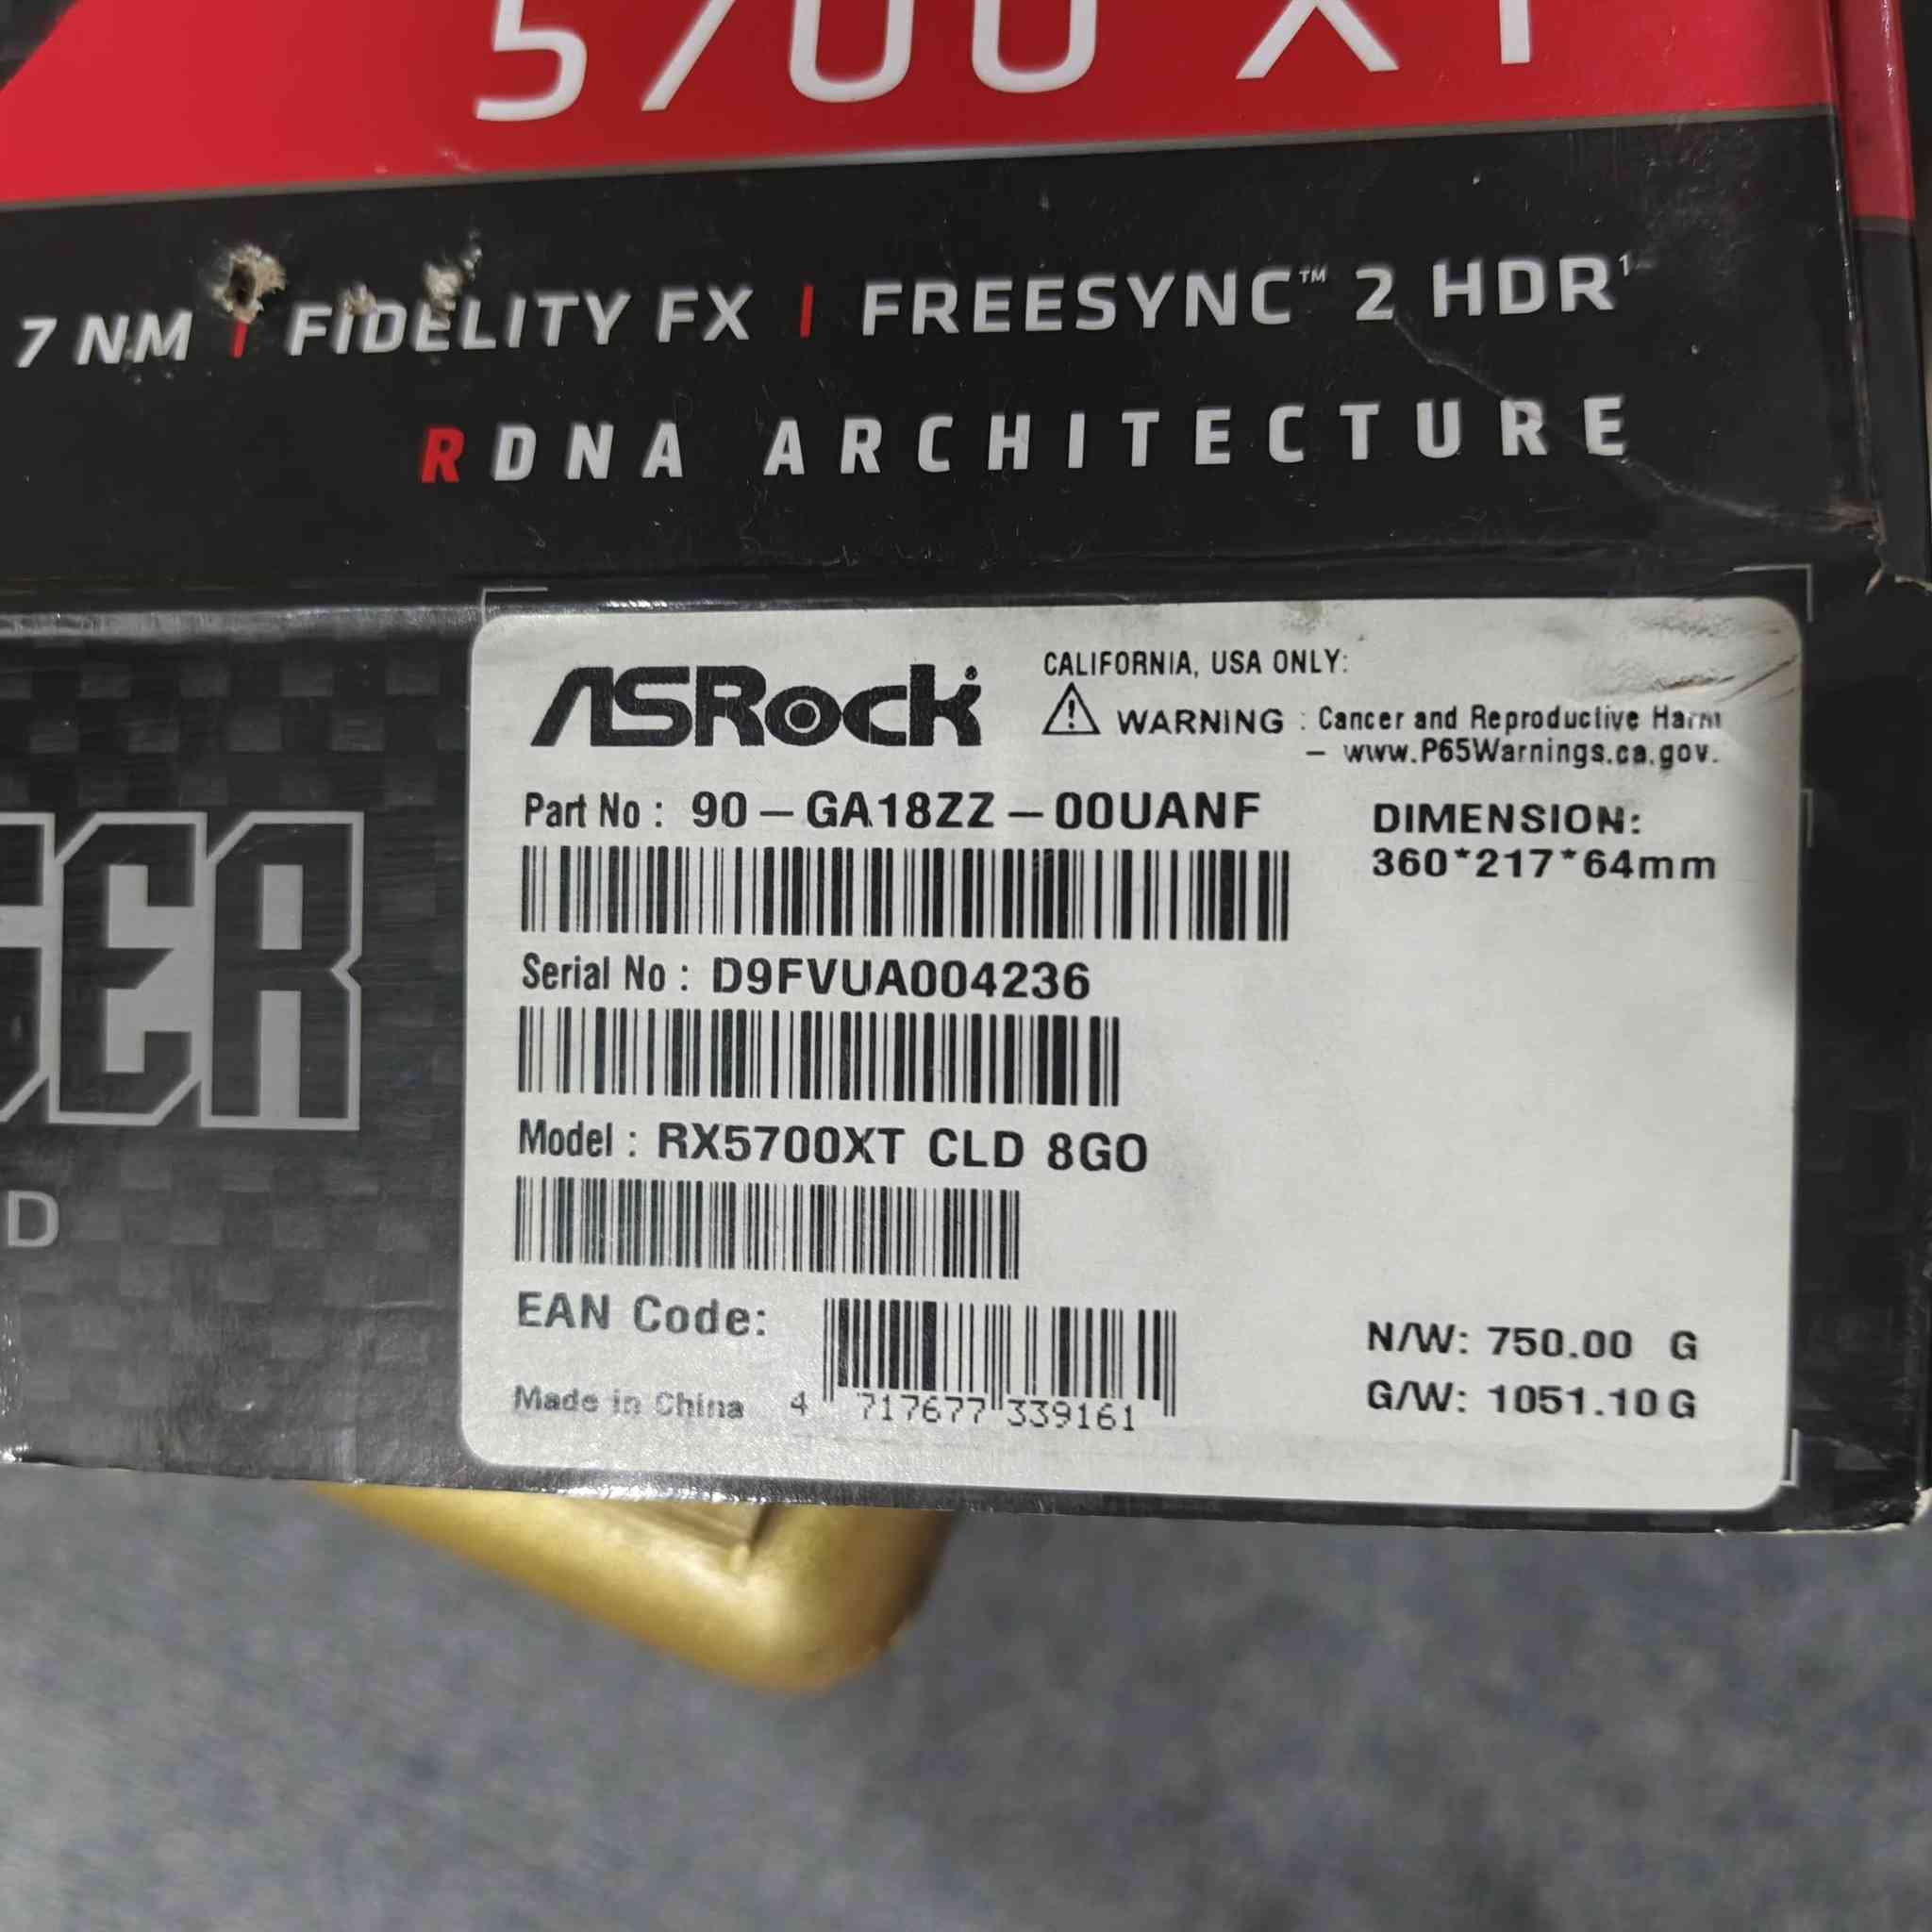 5700 XT
7 NM | FIDELITY FX | FREESYNC™ 2 HDR¹
RDNA ARCHITECTURE
ASRock
CALIFORNIA, USA ONLY:
WARNING : Cancer and Reproductive Harm
– www.P65Warnings.ca.gov.
Part No : 90-GA18ZZ-00UANF
DIMENSION:
360*217*64mm
Serial No : D9FVUA004236
Model : RX5700XT CLD 8GO
EAN Code:
Made in China
4 717677 339161
N/W: 750.00 G
G/W: 1051.10 G